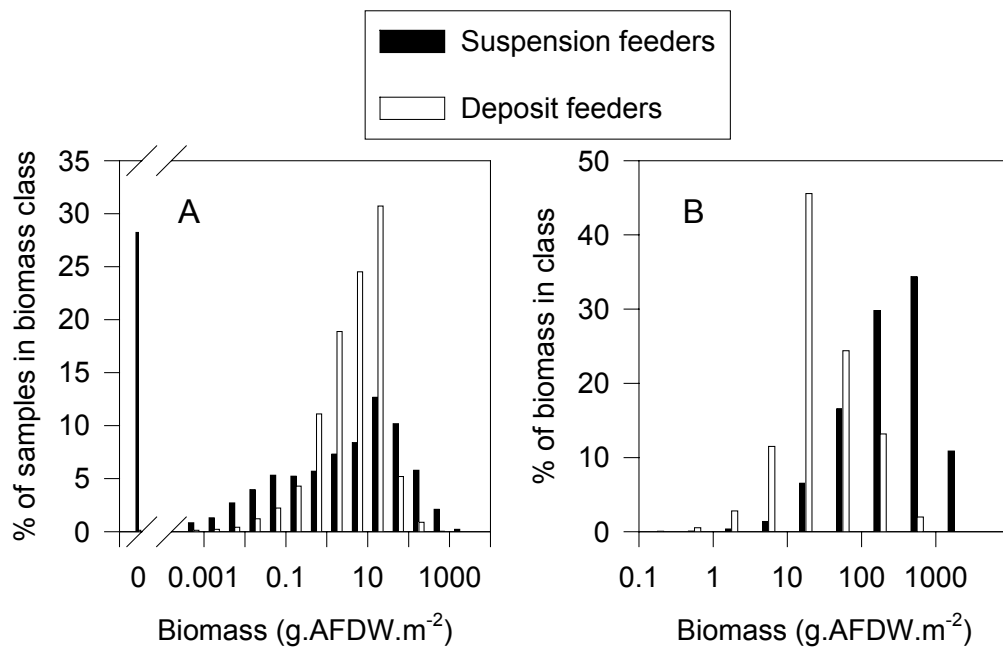 Suspension feeders
Deposit feeders
% of samples in biomass class
35
30
25
20
15
10
5
0
A
0 0.001 0.1 10 1000
Biomass (g.AFDW.m⁻²)
% of biomass in class
50
40
30
20
10
0
B
0.1 1 10 100 1000
Biomass (g.AFDW.m⁻²)